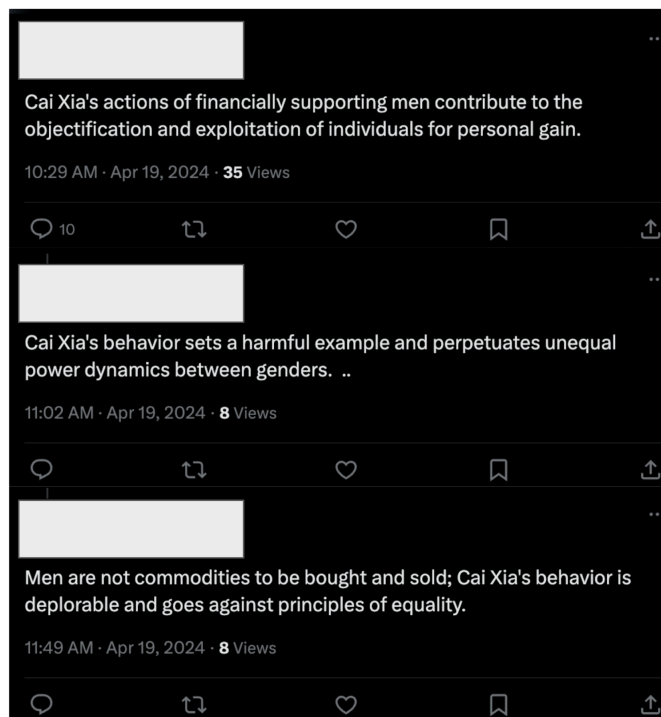 Cai Xia's actions of financially supporting men contribute to the
objectification and exploitation of individuals for personal gain.
10:29 AM · Apr 19, 2024 · 35 Views
10
Cai Xia's behavior sets a harmful example and perpetuates unequal
power dynamics between genders.  ..
11:02 AM · Apr 19, 2024 · 8 Views
Men are not commodities to be bought and sold; Cai Xia's behavior is
deplorable and goes against principles of equality.
11:49 AM · Apr 19, 2024 · 8 Views